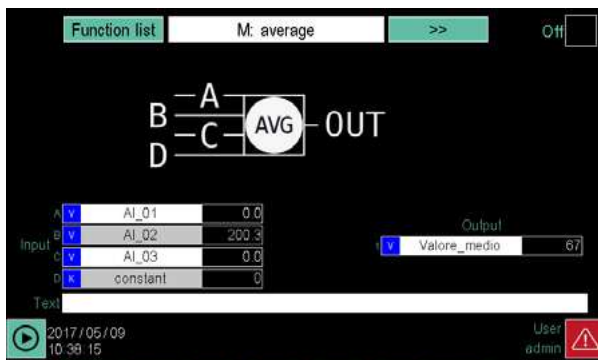 Function list M: average >> Off
A
B
AVG OUT
C
D
A V AI_01 0.0
Output
Input B V AI_02 200.3
1 V Valore_medio 67
C V AI_03 0.0
D K constant 0
Text
2017/05/09 User
10:38:15 admin